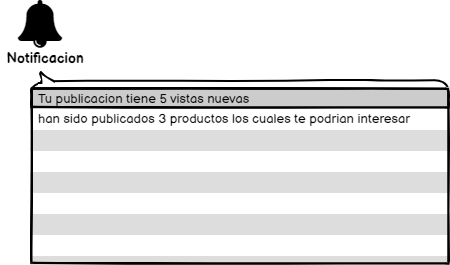 Notificacion
Tu publicacion tiene 5 vistas nuevas
han sido publicados 3 productos los cuales te podrian interesar